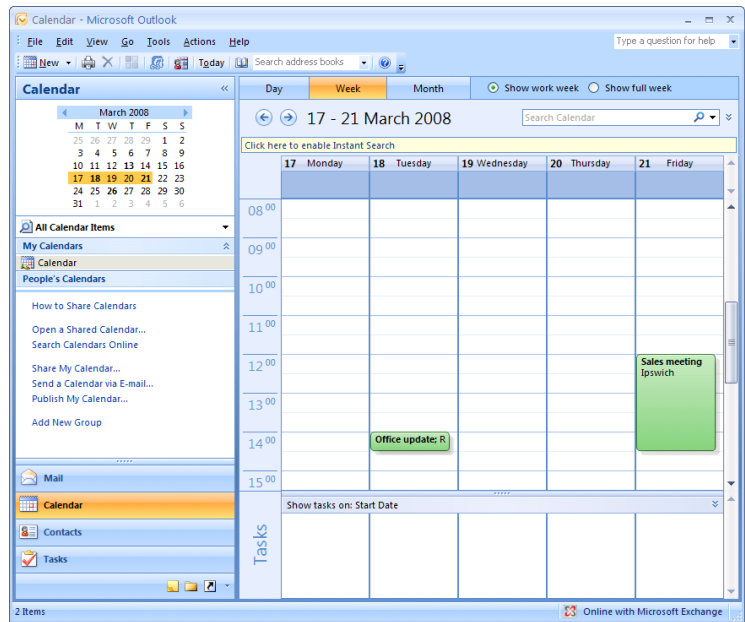 Calendar - Microsoft Outlook
File Edit View Go Tools Actions Help
Type a question for help
New Today Search address books
Calendar «
March 2008
M T W T F S S
25 26 27 28 29 1 2
3 4 5 6 7 8 9
10 11 12 13 14 15 16
17 18 19 20 21 22 23
24 25 26 27 28 29 30
31 1 2 3 4 5 6
All Calendar Items
My Calendars
Calendar
People's Calendars
How to Share Calendars
Open a Shared Calendar...
Search Calendars Online
Share My Calendar...
Send a Calendar via E-mail...
Publish My Calendar...
Add New Group
Mail
Calendar
Contacts
Tasks
Day Week Month Show work week Show full week
17 - 21 March 2008
Search Calendar
Click here to enable Instant Search
17 Monday 18 Tuesday 19 Wednesday 20 Thursday 21 Friday
08 00
09 00
10 00
11 00
12 00
Sales meeting
Ipswich
13 00
14 00
Office update; R
15 00
Show tasks on: Start Date
Tasks
2 Items
Online with Microsoft Exchange